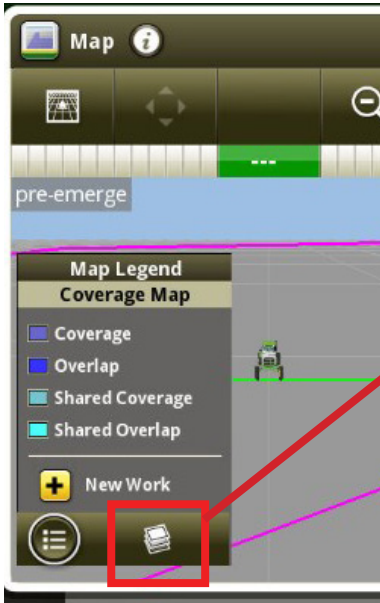 Map
---
pre-emerge
Map Legend
Coverage Map
Coverage
Overlap
Shared Coverage
Shared Overlap
New Work